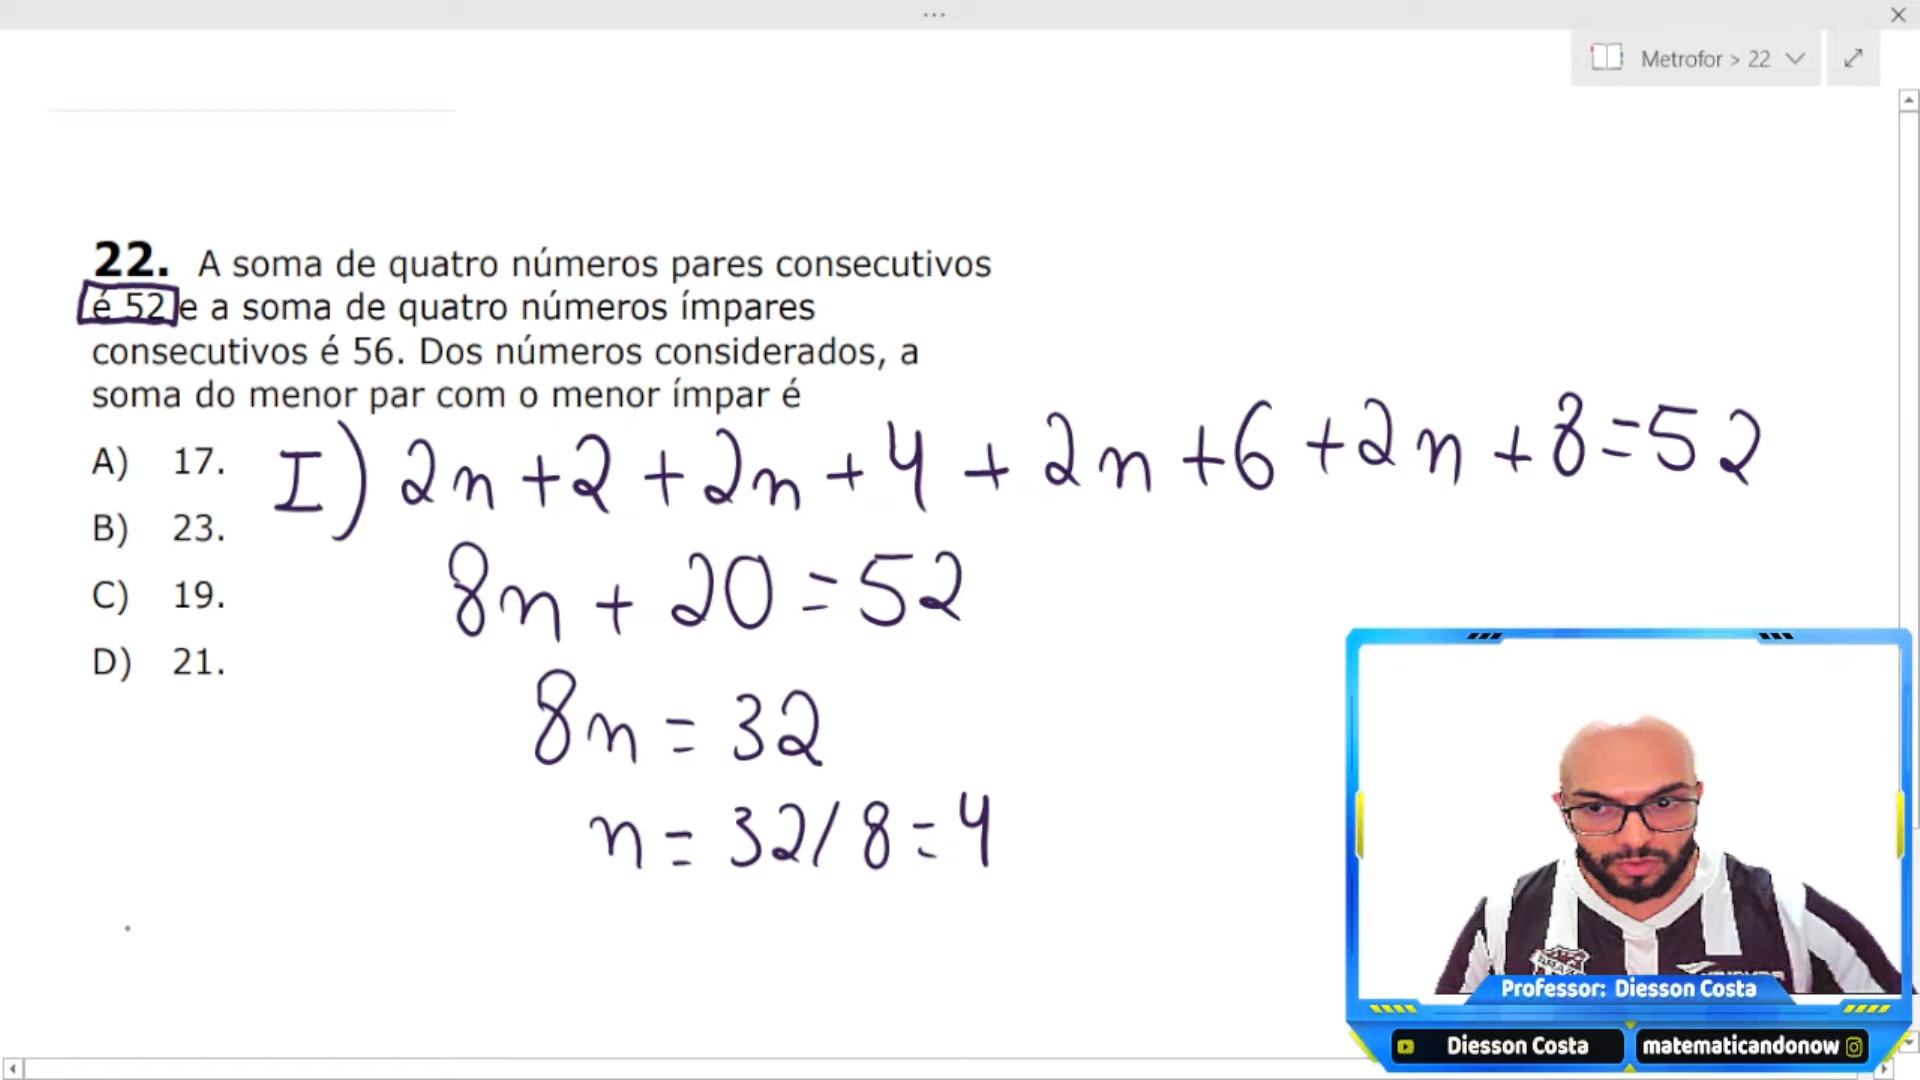 ...
Metrofor > 22
22. A soma de quatro números pares consecutivos
é 52 e a soma de quatro números ímpares
consecutivos é 56. Dos números considerados, a
soma do menor par com o menor ímpar é
A) 17.
B) 23.
C) 19.
D) 21.
I) 2n+2+2n+4+2n+6+2n+8=52
8n+20=52
8n=32
n=32/8=4
Professor: Diesson Costa
Diesson Costa
matematicandonow